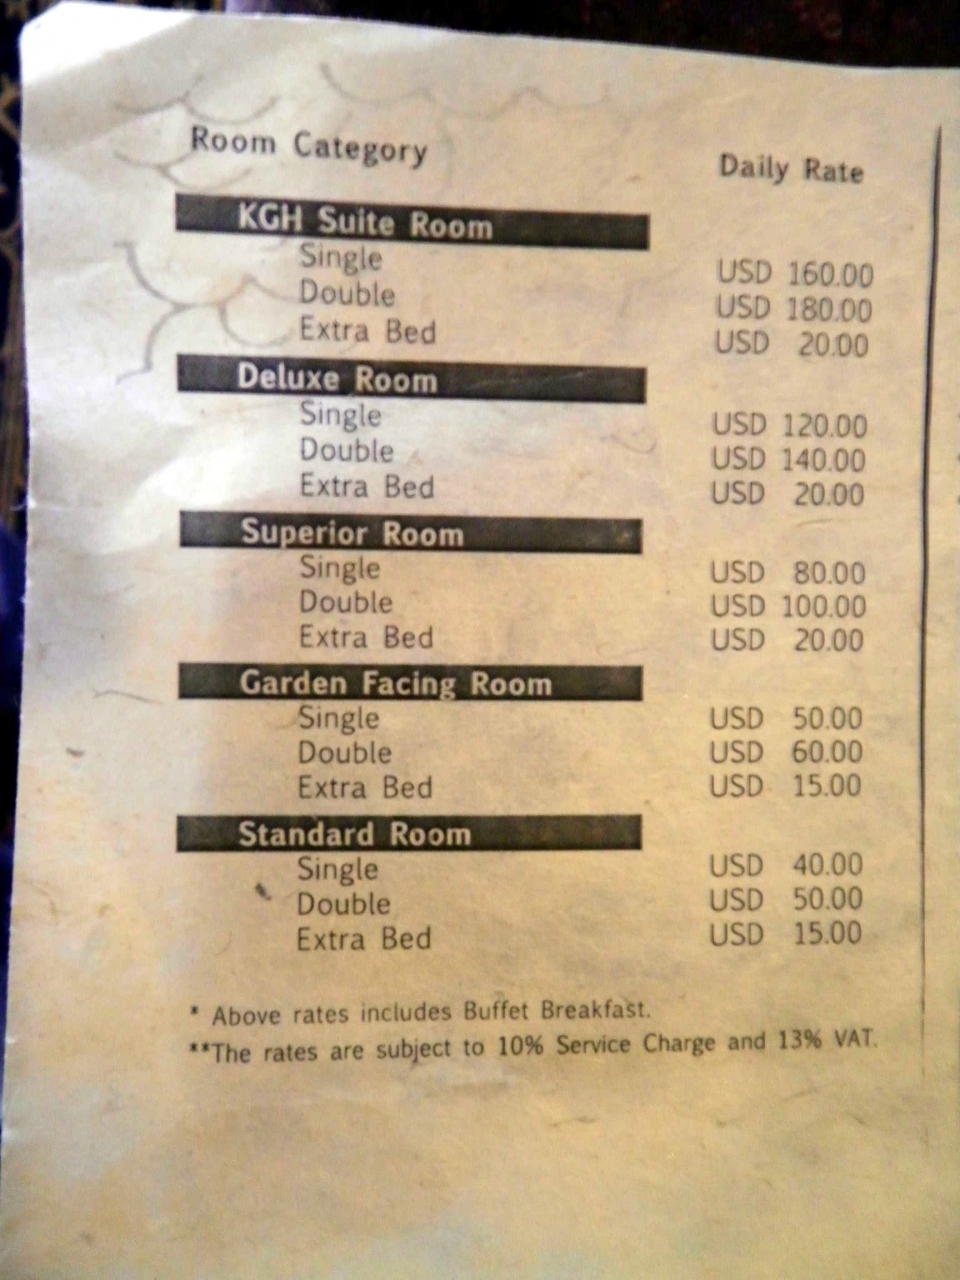 Room Category Daily Rate
KGH Suite Room
Single USD 160.00
Double USD 180.00
Extra Bed USD 20.00
Deluxe Room
Single USD 120.00
Double USD 140.00
Extra Bed USD 20.00
Superior Room
Single USD 80.00
Double USD 100.00
Extra Bed USD 20.00
Garden Facing Room
Single USD 50.00
Double USD 60.00
Extra Bed USD 15.00
Standard Room
Single USD 40.00
Double USD 50.00
Extra Bed USD 15.00
* Above rates includes Buffet Breakfast.
**The rates are subject to 10% Service Charge and 13% VAT.